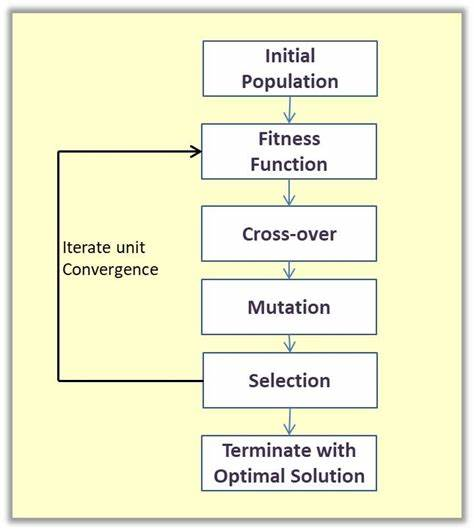 Initial
Population
Fitness
Function
Cross-over
Iterate unit
Convergence
Mutation
Selection
Terminate with
Optimal Solution